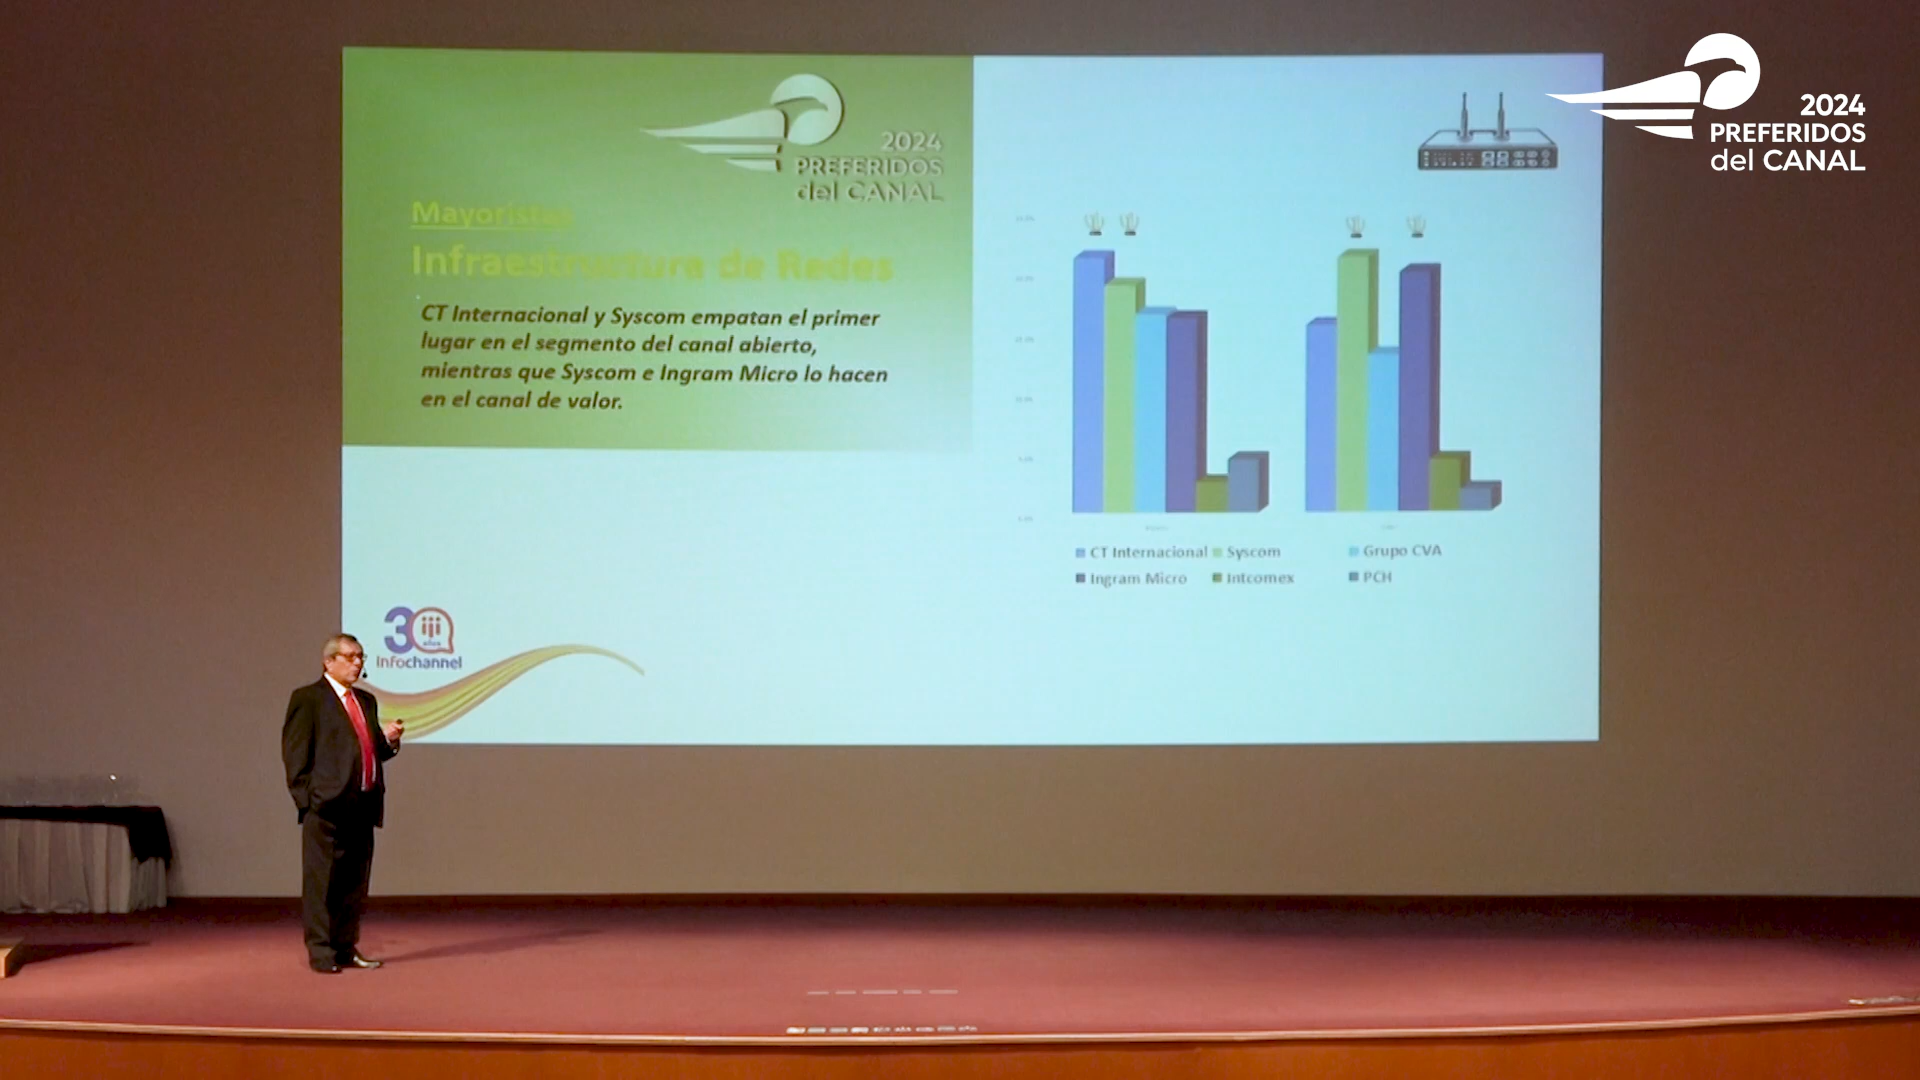 2024
PREFERIDOS
del CANAL
2024
PREFERIDOS
del CANAL
Mayoristas
Infraestructura de Redes
CT Internacional y Syscom empatan el primer
lugar en el segmento del canal abierto,
mientras que Syscom e Ingram Micro lo hacen
en el canal de valor.
CT Internacional Syscom Grupo CVA
Ingram Micro Intcomex PCH
30
años
Infochannel